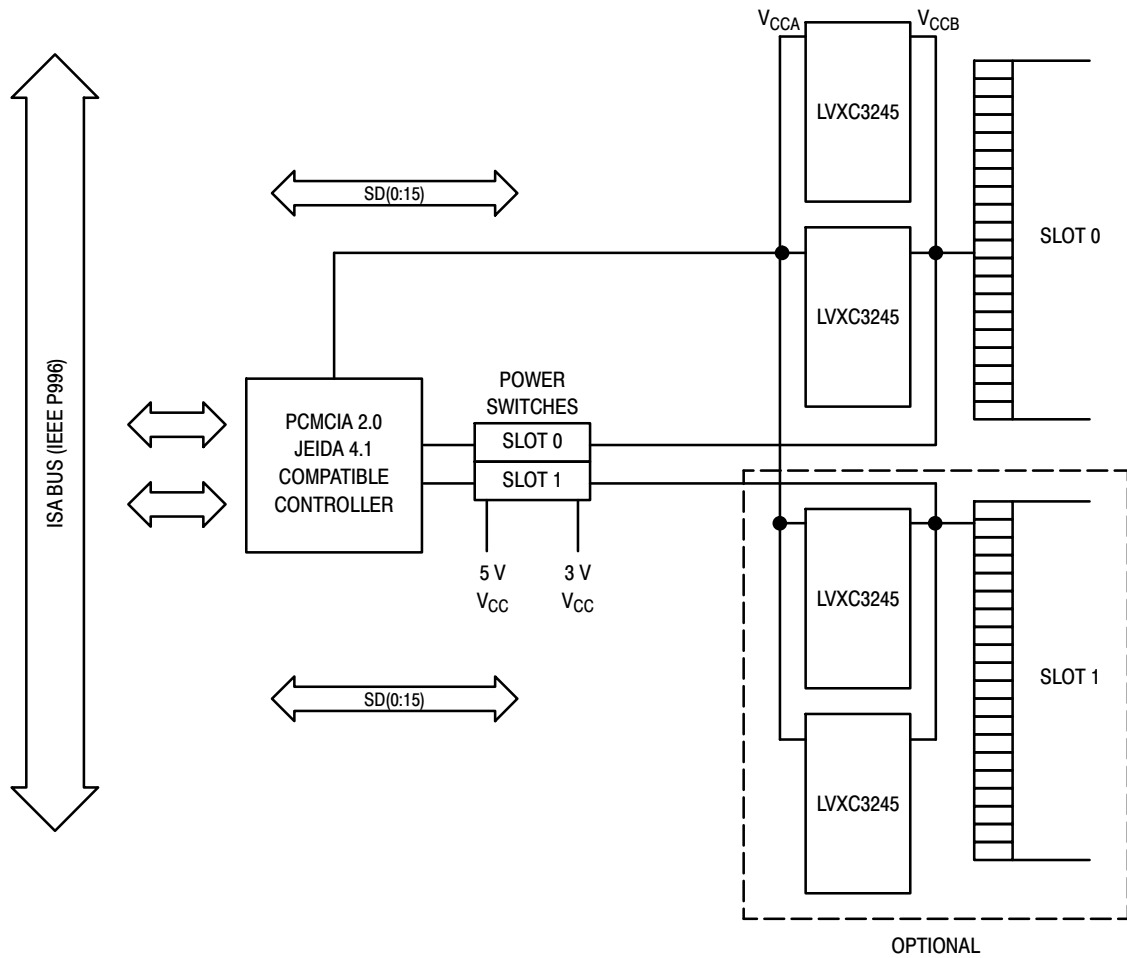 VCCA
VCCB
LVXC3245
SD(0:15)
SLOT 0
LVXC3245
ISA BUS (IEEE P996)
POWER
SWITCHES
PCMCIA 2.0
JEIDA 4.1
COMPATIBLE
CONTROLLER
SLOT 0
SLOT 1
5 V
VCC
3 V
VCC
LVXC3245
SD(0:15)
SLOT 1
LVXC3245
OPTIONAL